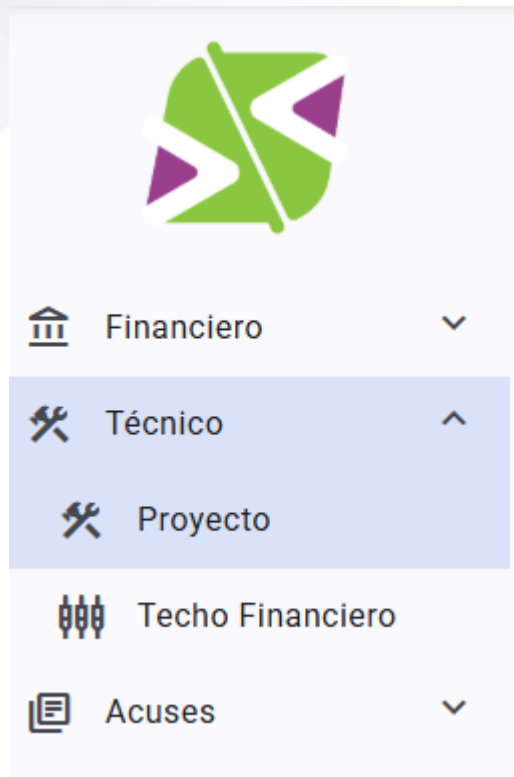 Financiero
Técnico
Proyecto
Techo Financiero
Acuses